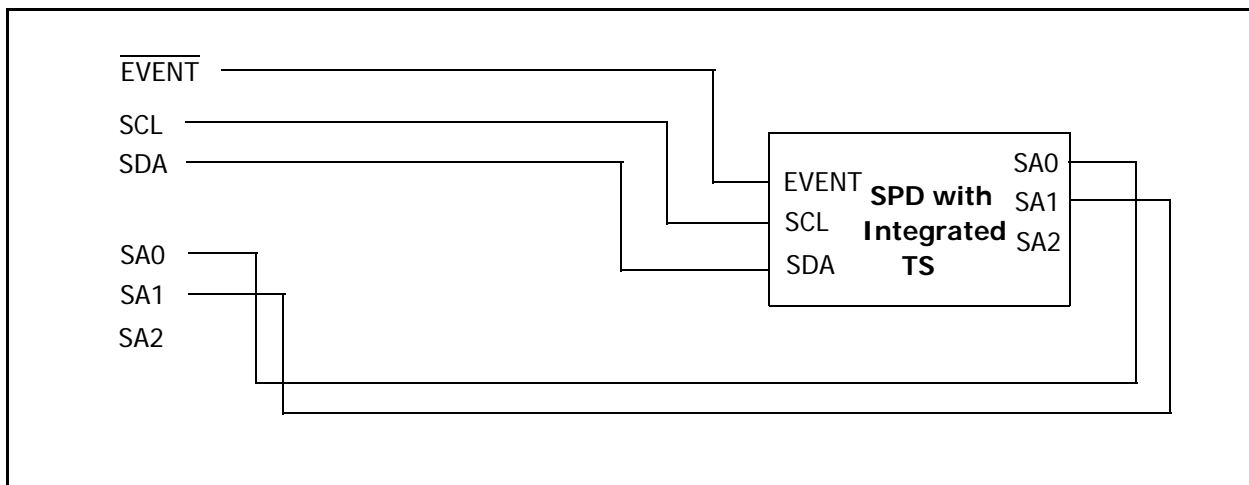 EVENT
SCL
SDA
SA0
SA1
SA2
EVENT
SCL
SDA
SPD with
Integrated
TS
SA0
SA1
SA2